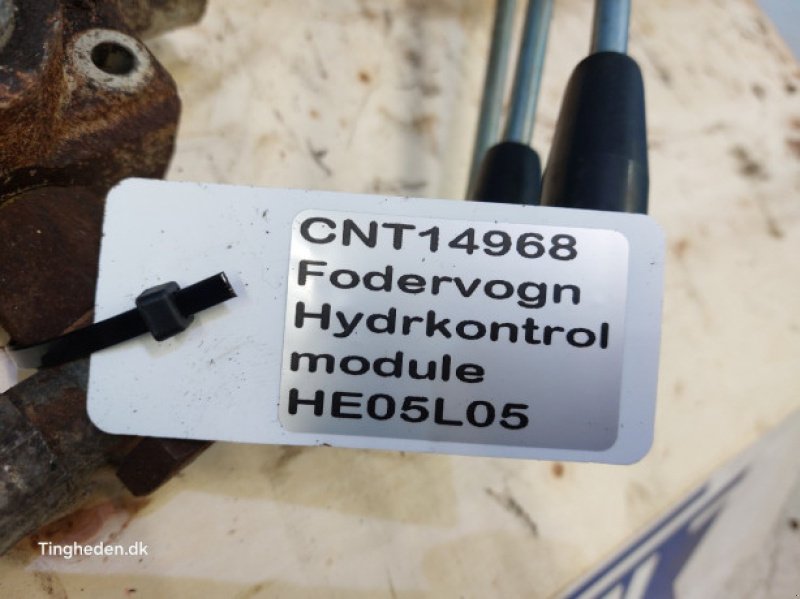 CNT14968
Fodervogn
Hydrkontrol
module
HE05L05
Tingheden.dk